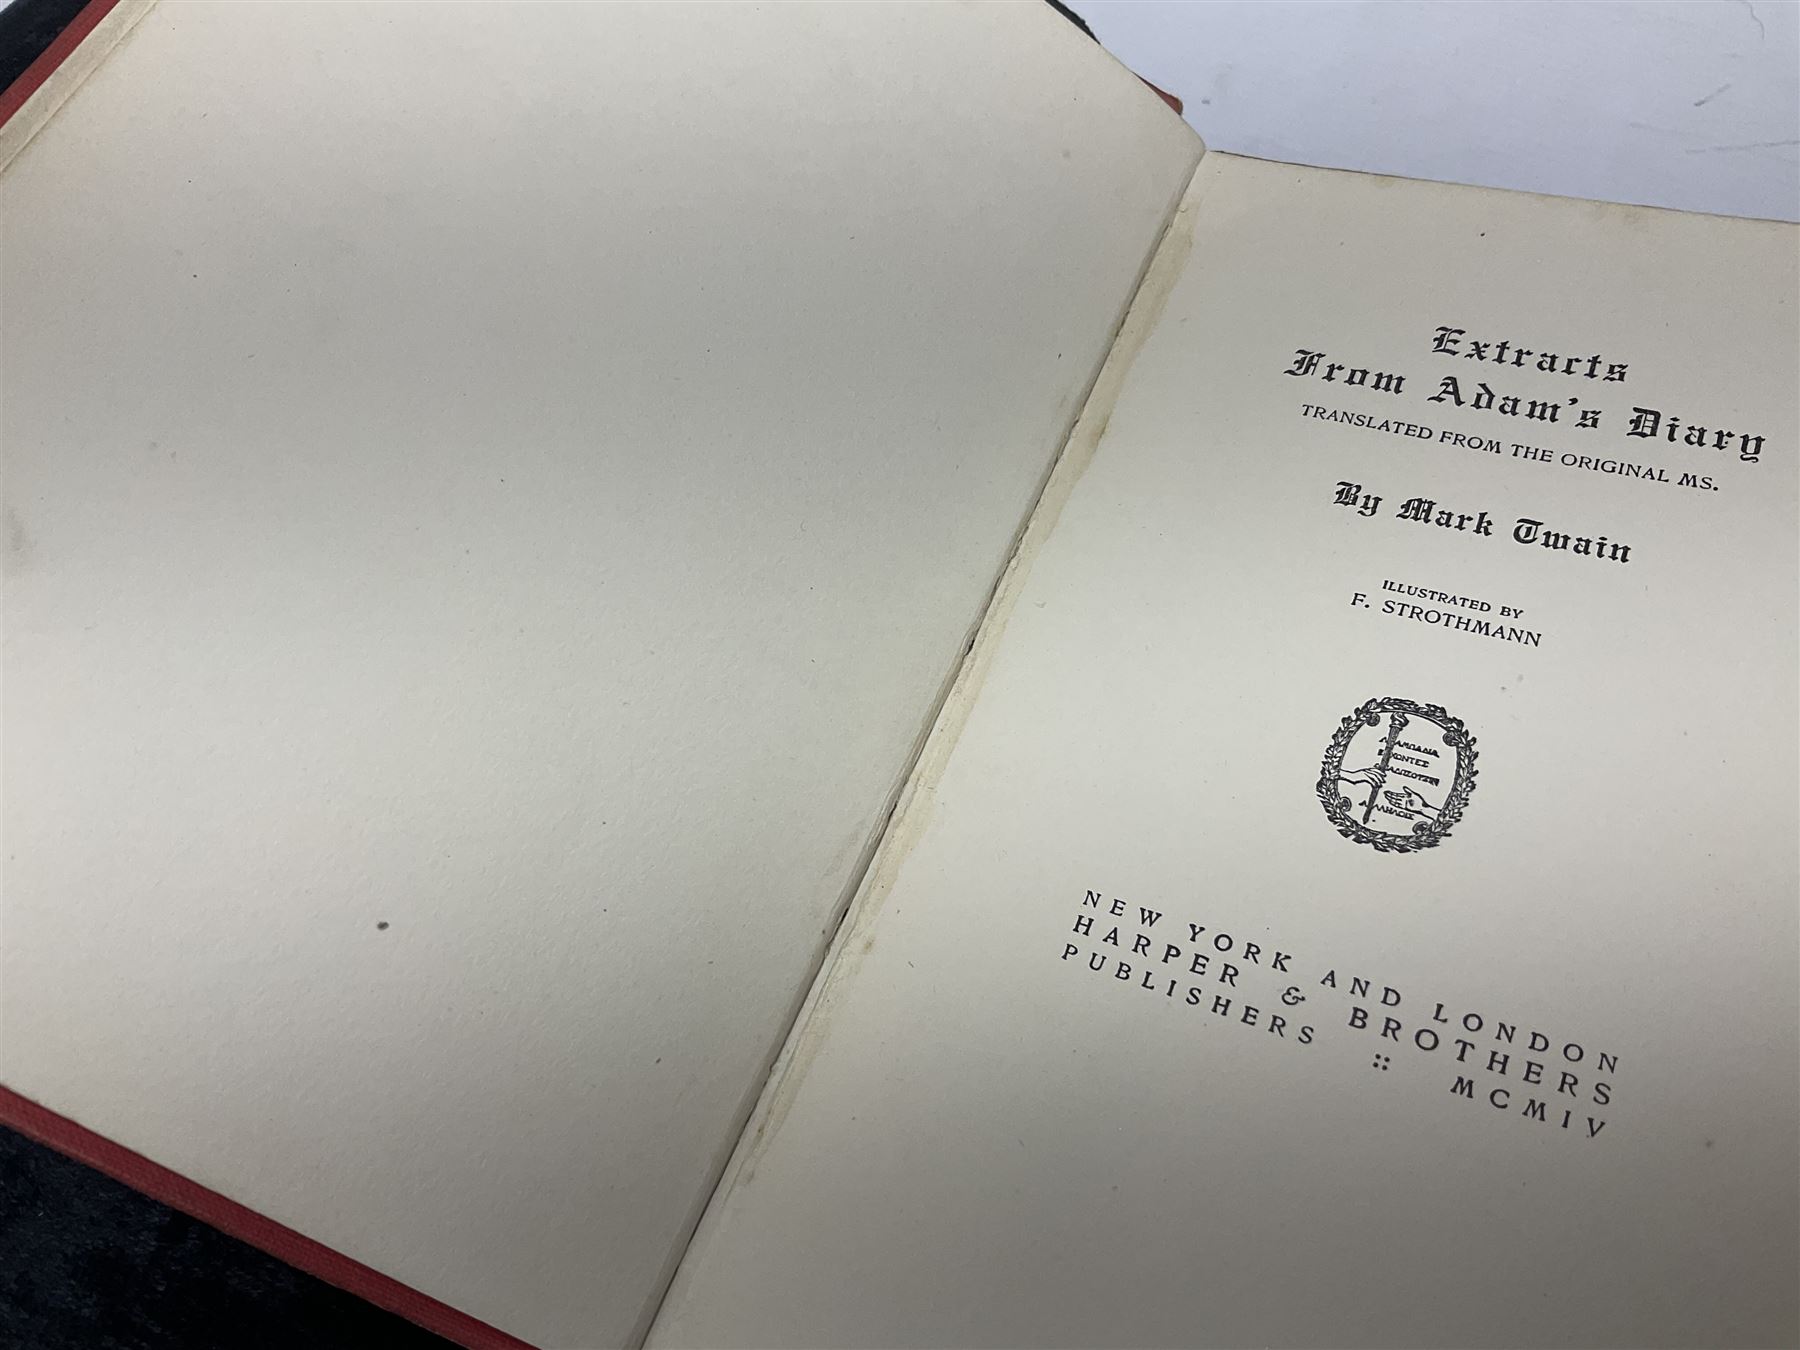 Extracts
From Adam's Diary
TRANSLATED FROM THE ORIGINAL MS.
By Mark Twain
ILLUSTRATED BY
F. STROTHMANN
NEW YORK AND LONDON
HARPER & BROTHERS
PUBLISHERS :: MCMIV